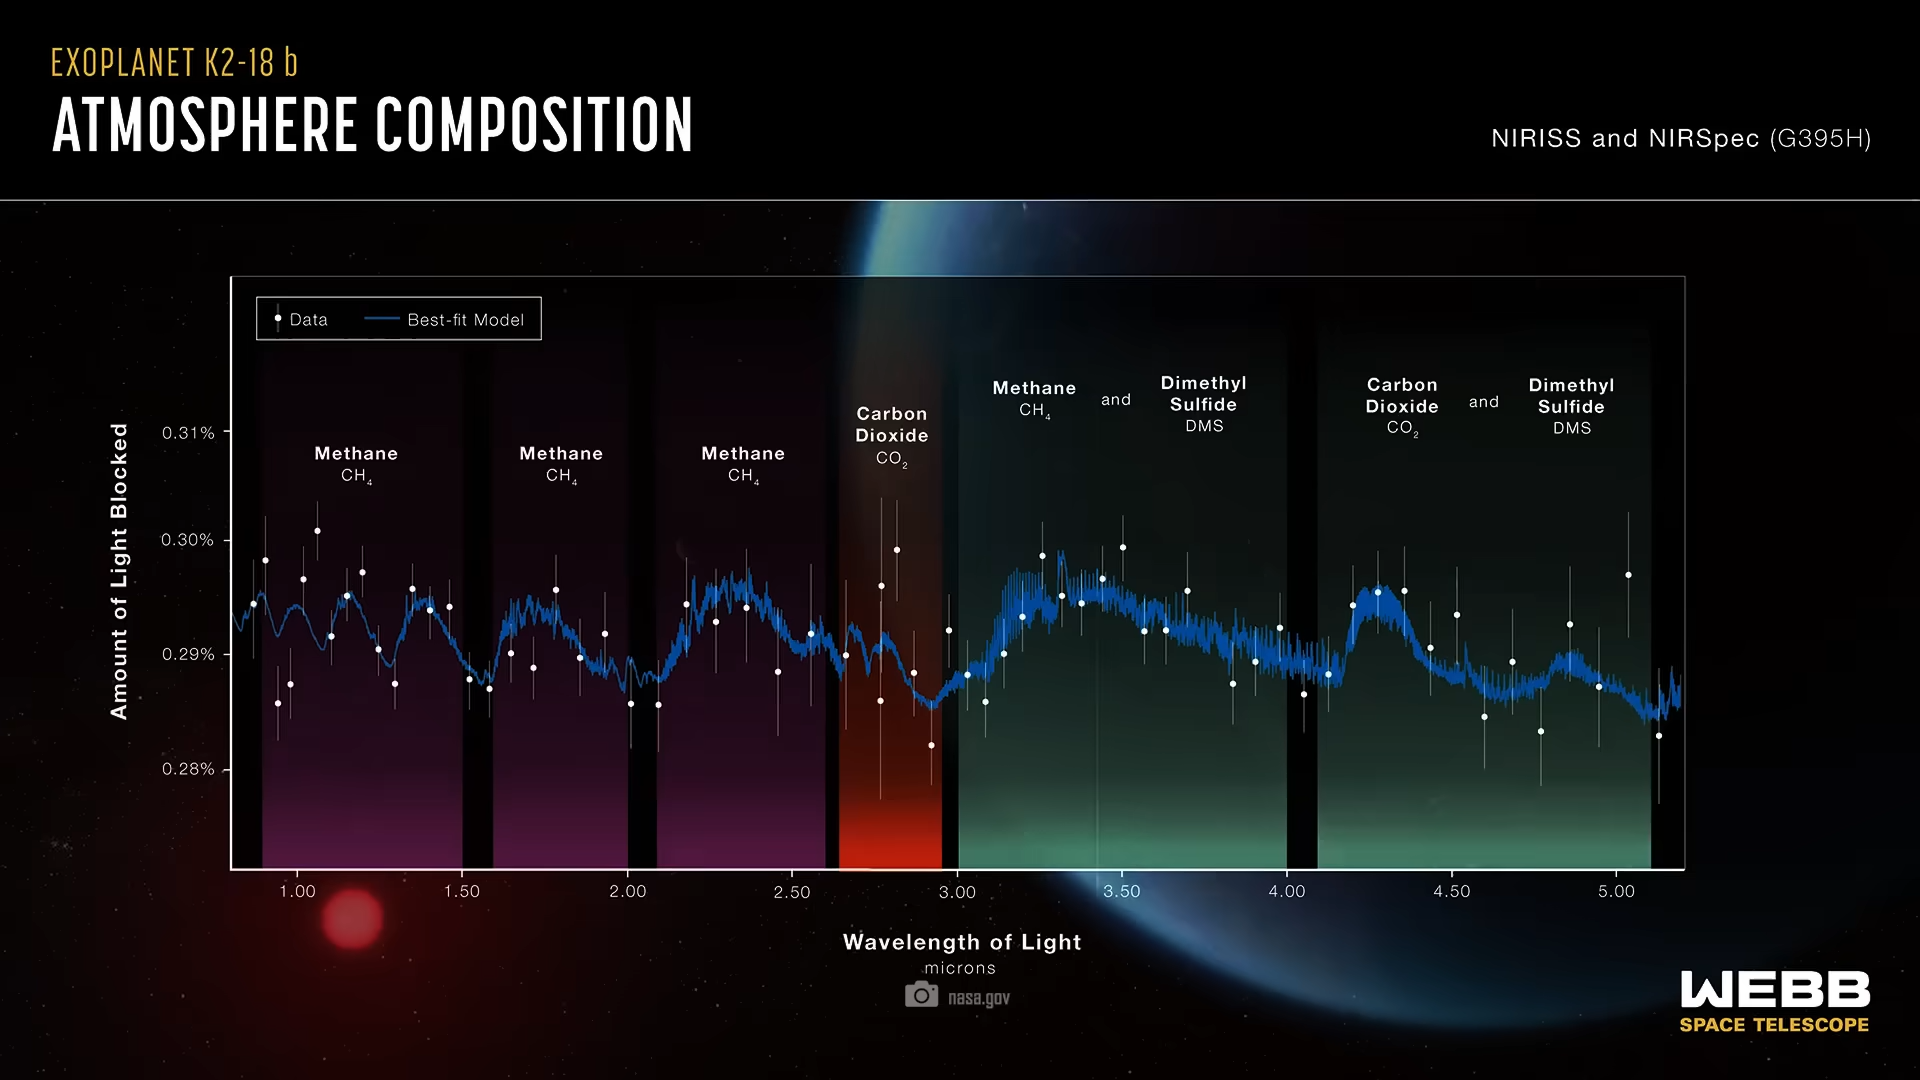 EXOPLANET K2-18 b
ATMOSPHERE COMPOSITION
NIRISS and NIRSpec (G395H)
Data
Best-fit Model
Methane
CH₄
Methane
CH₄
Methane
CH₄
Carbon
Dioxide
CO₂
Methane
CH₄
and
Dimethyl
Sulfide
DMS
Carbon
Dioxide
CO₂
and
Dimethyl
Sulfide
DMS
Amount of Light Blocked
0.31%
0.30%
0.29%
0.28%
1.00 1.50 2.00 2.50 3.00 3.50 4.00 4.50 5.00
Wavelength of Light
microns
nasa.gov
WEBB
SPACE TELESCOPE